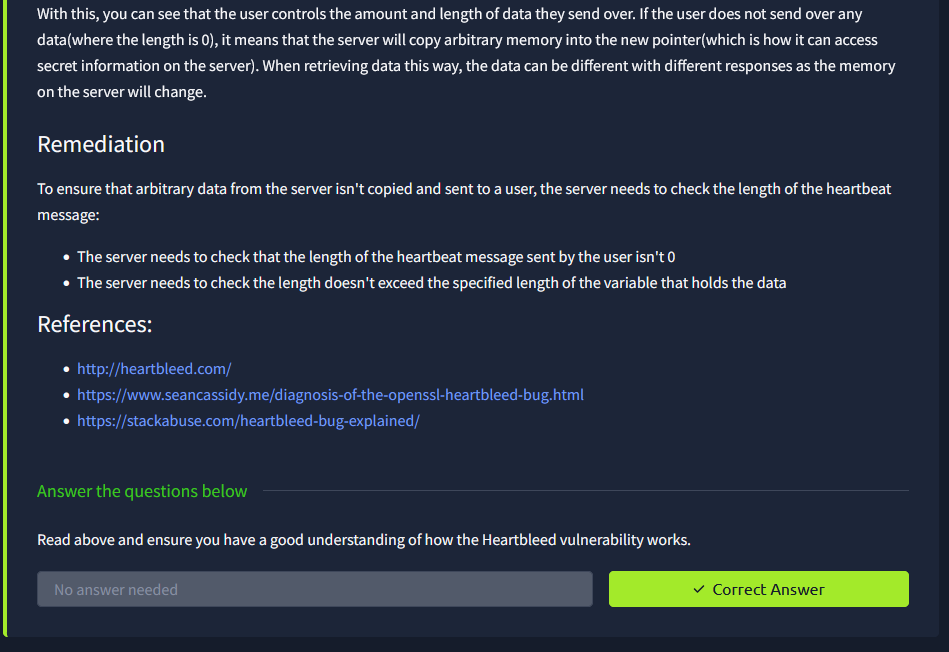 With this, you can see that the user controls the amount and length of data they send over. If the user does not send over any
data(where the length is 0), it means that the server will copy arbitrary memory into the new pointer(which is how it can access
secret information on the server). When retrieving data this way, the data can be different with different responses as the memory
on the server will change.
Remediation
To ensure that arbitrary data from the server isn't copied and sent to a user, the server needs to check the length of the heartbeat
message:
The server needs to check that the length of the heartbeat message sent by the user isn't 0
The server needs to check the length doesn't exceed the specified length of the variable that holds the data
References:
http://heartbleed.com/
https://www.seancassidy.me/diagnosis-of-the-openssl-heartbleed-bug.html
https://stackabuse.com/heartbleed-bug-explained/
Answer the questions below
Read above and ensure you have a good understanding of how the Heartbleed vulnerability works.
No answer needed
Correct Answer